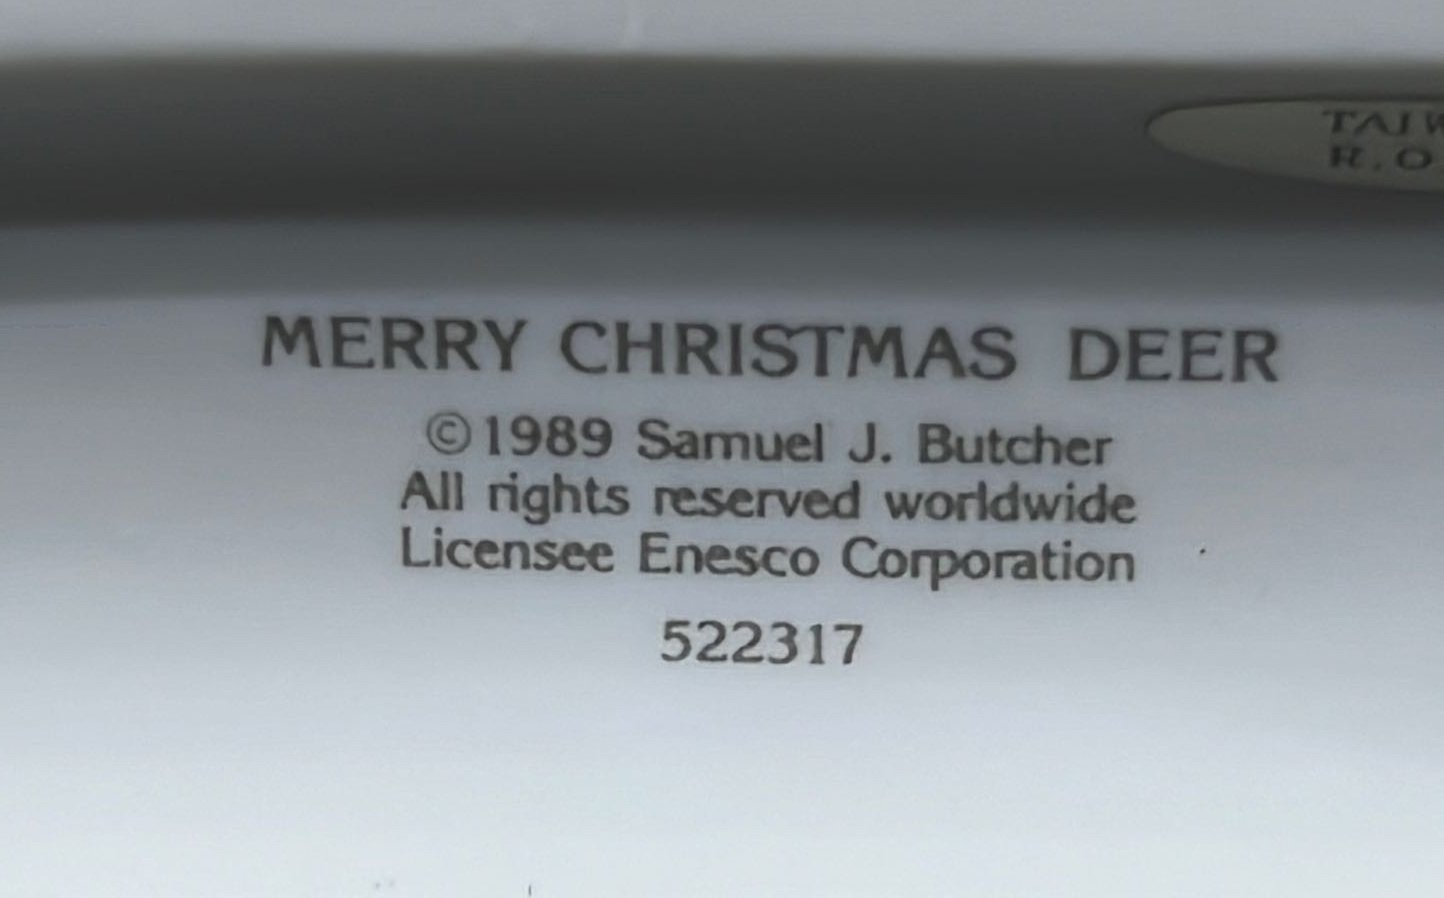 R.O
MERRY CHRISTMAS DEER
©1989 Samuel J. Butcher
All rights reserved worldwide
Licensee Enesco Corporation
522317